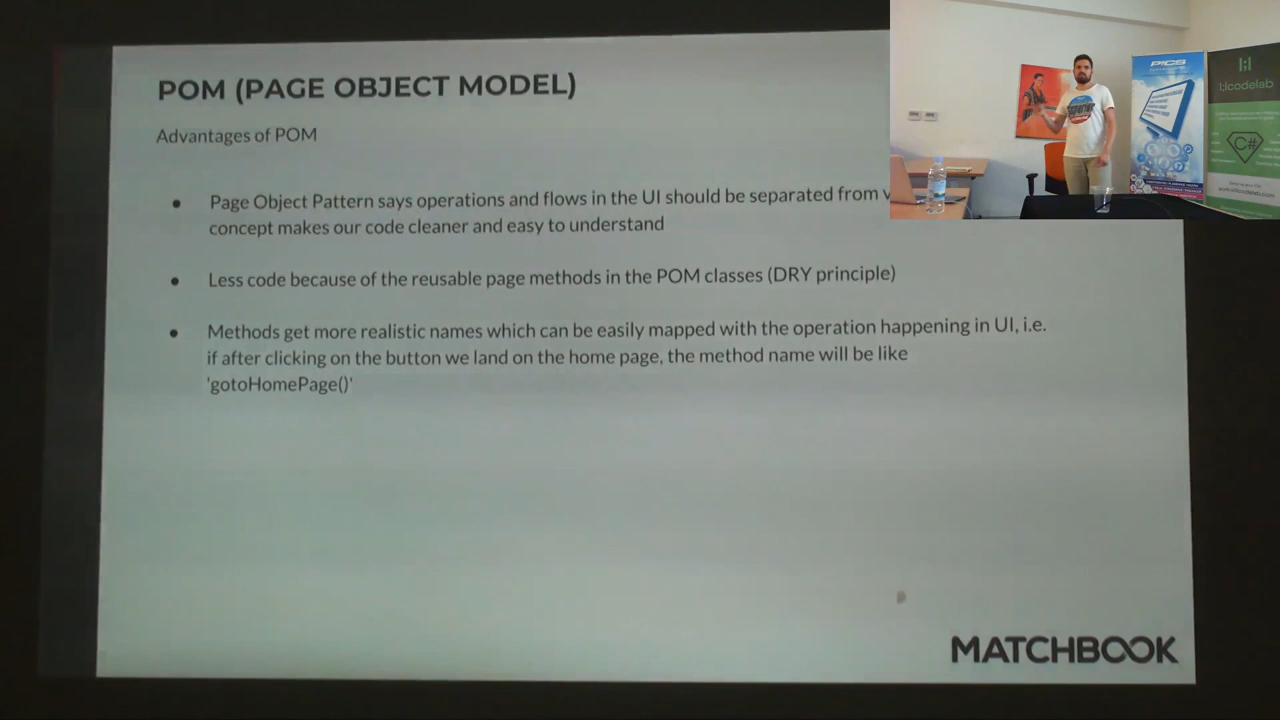 POM (PAGE OBJECT MODEL)
Advantages of POM
● Page Object Pattern says operations and flows in the UI should be separated from
concept makes our code cleaner and easy to understand
● Less code because of the reusable page methods in the POM classes (DRY principle)
● Methods get more realistic names which can be easily mapped with the operation happening in UI, i.e.
if after clicking on the button we land on the home page, the method name will be like
'gotoHomePage()'
MATCHBOOK
PICS
codelab
C#